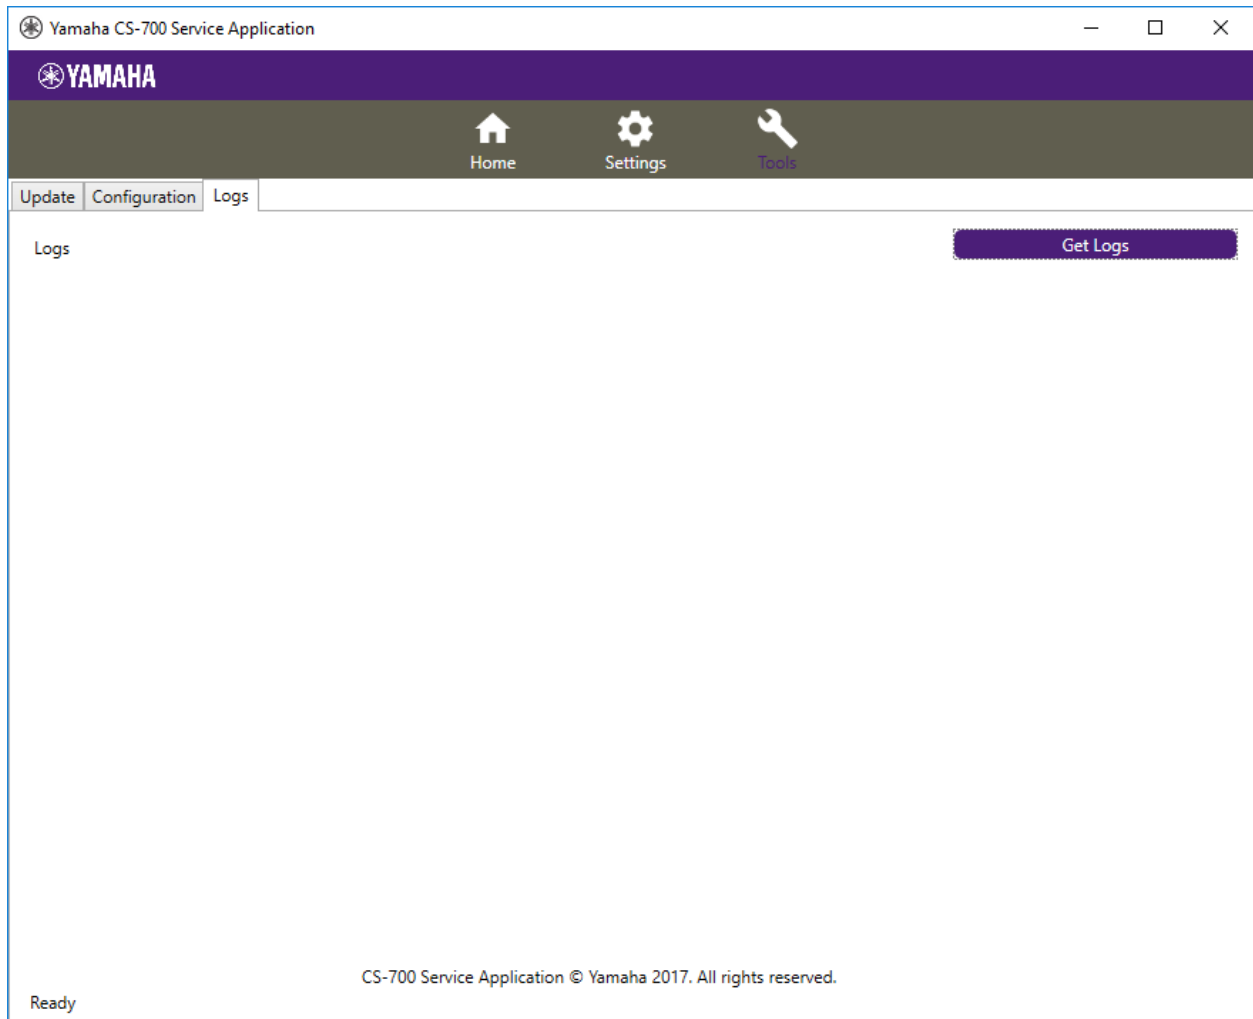 Yamaha CS-700 Service Application
YAMAHA
Home Settings Tools
Update Configuration Logs
Logs Get Logs
CS-700 Service Application © Yamaha 2017. All rights reserved.
Ready